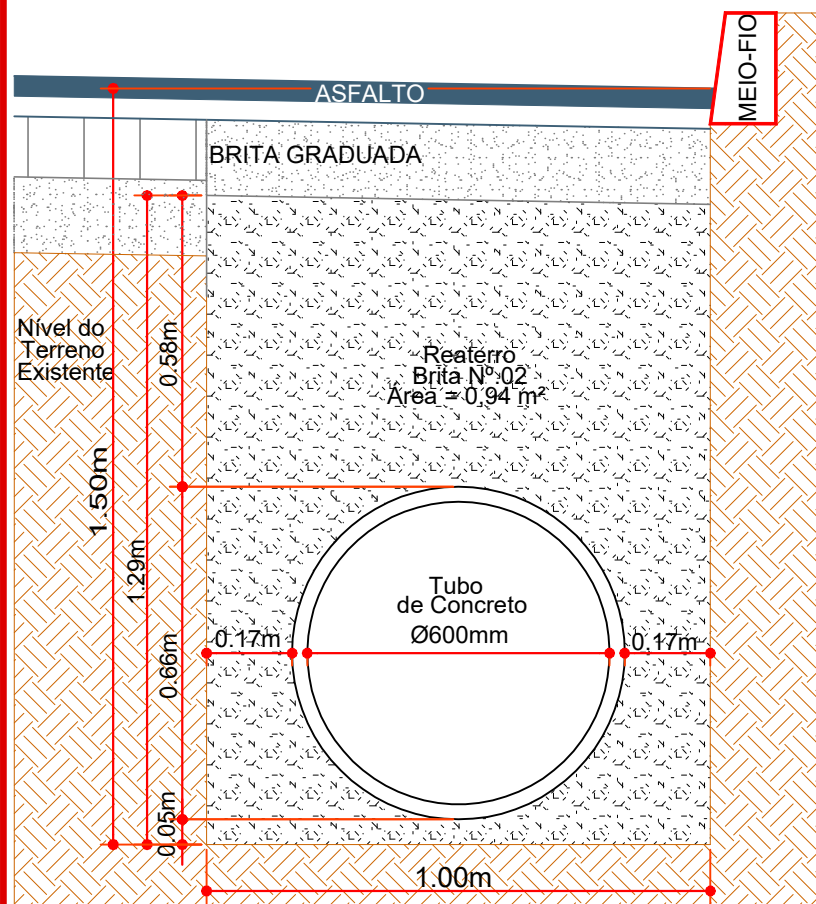 MEIO-FIO
ASFALTO
BRITA GRADUADA
Nível do
Terreno
Existente
0.58m
Reaterro
Brita Nº.02
Área = 0,94 m²
1.50m
1.29m
0.66m
Tubo
de Concreto
Ø600mm
0.17m
0.17m
0.05m
1.00m